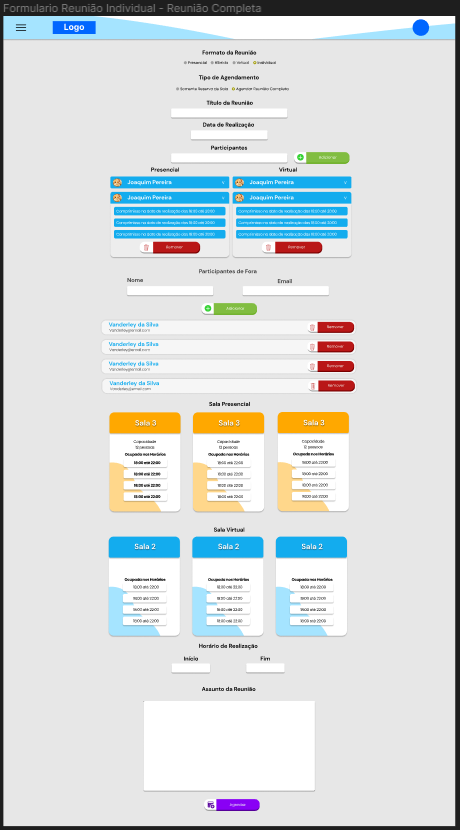 Formulario Reunião Individual - Reunião Completa
Logo
Formato da Reunião
Presencial Híbrida Virtual Individual
Tipo de Agendamento
Somente Reserva da Sala Agendar Reunião Completa
Título da Reunião
Data de Realização
Participantes
Adicionar
Presencial Virtual
Joaquim Pereira Joaquim Pereira
Joaquim Pereira Joaquim Pereira
Compromisso na data de realização das 18:00 até 22:00 Compromisso na data de realização das 18:00 até 22:00
Compromisso na data de realização das 18:00 até 22:00 Compromisso na data de realização das 18:00 até 22:00
Compromisso na data de realização das 18:00 até 22:00 Compromisso na data de realização das 18:00 até 22:00
Remover Remover
Participantes de Fora
Nome Email
Adicionar
Vanderley da Silva
Vanderley@email.com Remover
Vanderley da Silva
Vanderley@email.com Remover
Vanderley da Silva
Vanderley@email.com Remover
Vanderley da Silva
Vanderley@email.com Remover
Sala Presencial
Sala 3 Sala 3 Sala 3
Capacidade Capacidade Capacidade
12 pessoas 12 pessoas 12 pessoas
Ocupada nos Horários Ocupada nos Horários Ocupada nos Horários
18:00 até 22:00 18:00 até 22:00 18:00 até 22:00
18:00 até 22:00 18:00 até 22:00 18:00 até 22:00
18:00 até 22:00 18:00 até 22:00 18:00 até 22:00
18:00 até 22:00 18:00 até 22:00 18:00 até 22:00
Sala Virtual
Sala 2 Sala 2 Sala 2
Ocupada nos Horários Ocupada nos Horários Ocupada nos Horários
18:00 até 22:00 18:00 até 22:00 18:00 até 22:00
18:00 até 22:00 18:00 até 22:00 18:00 até 22:00
18:00 até 22:00 18:00 até 22:00 18:00 até 22:00
18:00 até 22:00 18:00 até 22:00 18:00 até 22:00
Horário de Realização
Início Fim
Assunto da Reunião
Agendar